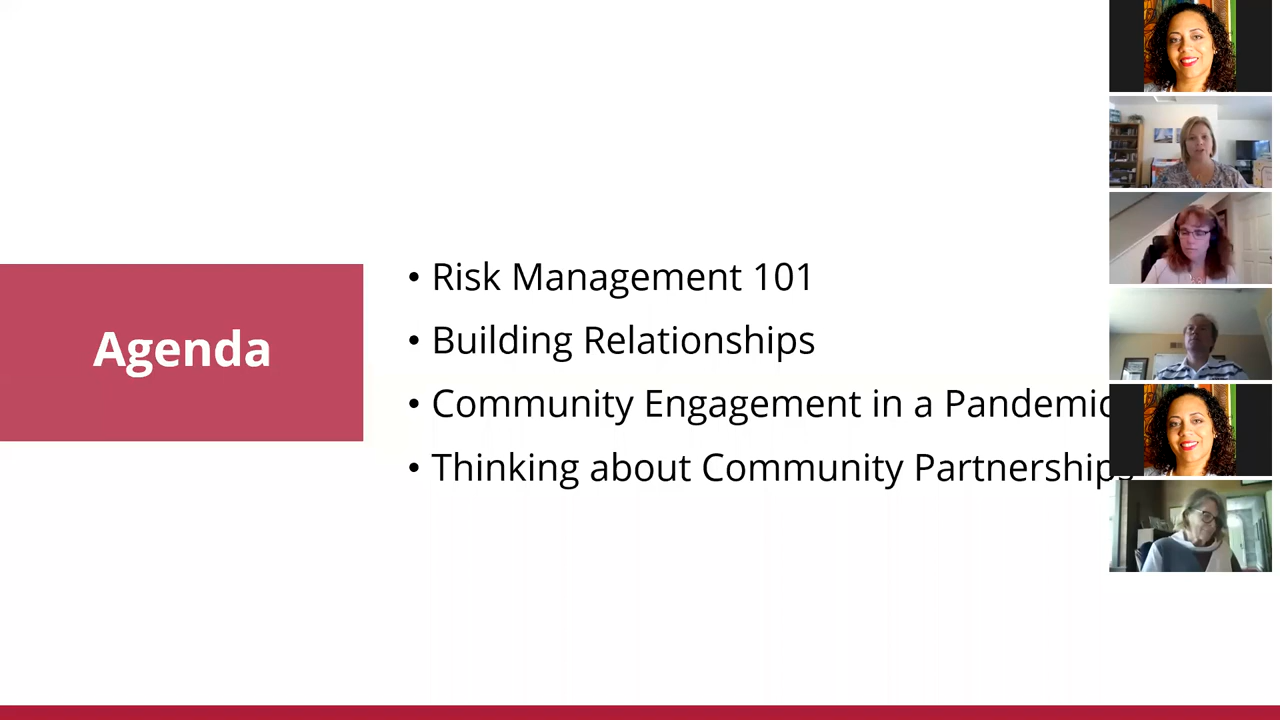 Agenda
• Risk Management 101
• Building Relationships
• Community Engagement in a Pandemic
• Thinking about Community Partnerships